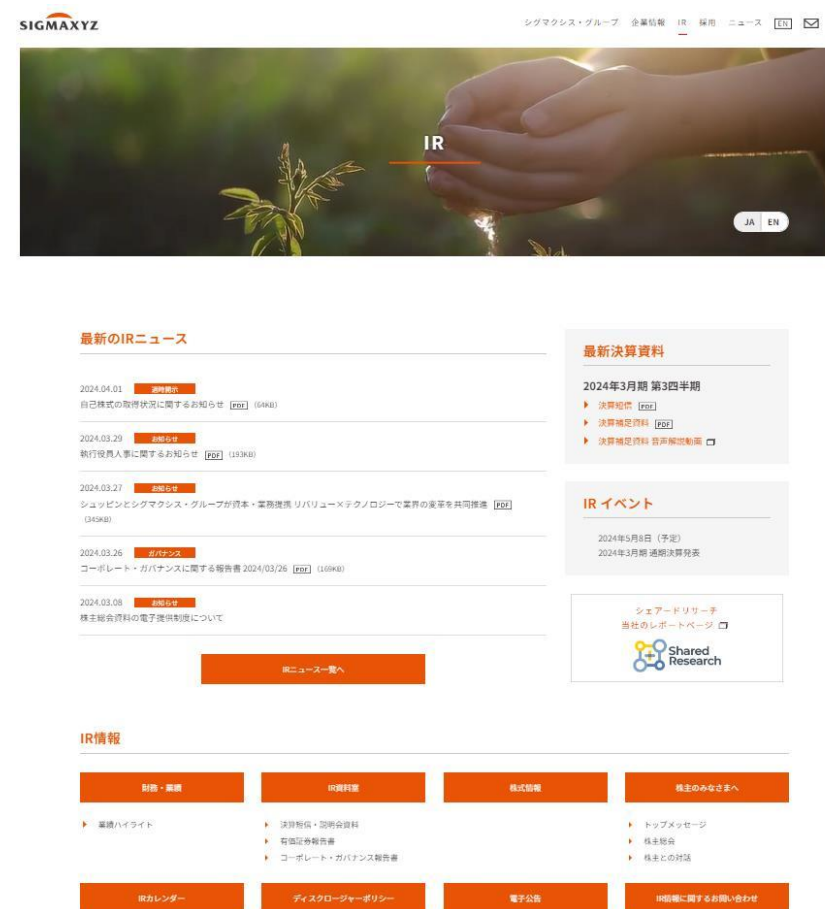 SIGMAXYZ
シグマクシス・グループ 企業情報 IR 採用 ニュース EN
IR
JA EN
最新のIRニュース
2024.04.01 適時開示
自己株式の取得状況に関するお知らせ PDF (64KB)
2024.03.29 お知らせ
執行役員人事に関するお知らせ PDF (193KB)
2024.03.27 お知らせ
シュッピンとシグマクシス・グループが資本・業務提携 リバリュー×テクノロジーで業界の変革を共同推進 PDF
(345KB)
2024.03.26 ガバナンス
コーポレート・ガバナンスに関する報告書 2024/03/26 PDF (169KB)
2024.03.08 お知らせ
株主総会資料の電子提供制度について
IRニュース一覧へ
最新決算資料
2024年3月期 第3四半期
決算短信 PDF
決算補足資料 PDF
決算補足資料 音声解説動画
IR イベント
2024年5月8日（予定）
2024年3月期 通期決算発表
シェアードリサーチ
当社のレポートページ
Shared
Research
IR情報
財務・業績
業績ハイライト
IR資料室
決算短信・説明会資料
有価証券報告書
コーポレート・ガバナンス報告書
株式情報
株主のみなさまへ
トップメッセージ
株主総会
株主との対話
IRカレンダー
ディスクロージャーポリシー
電子公告
IR情報に関するお問い合わせ